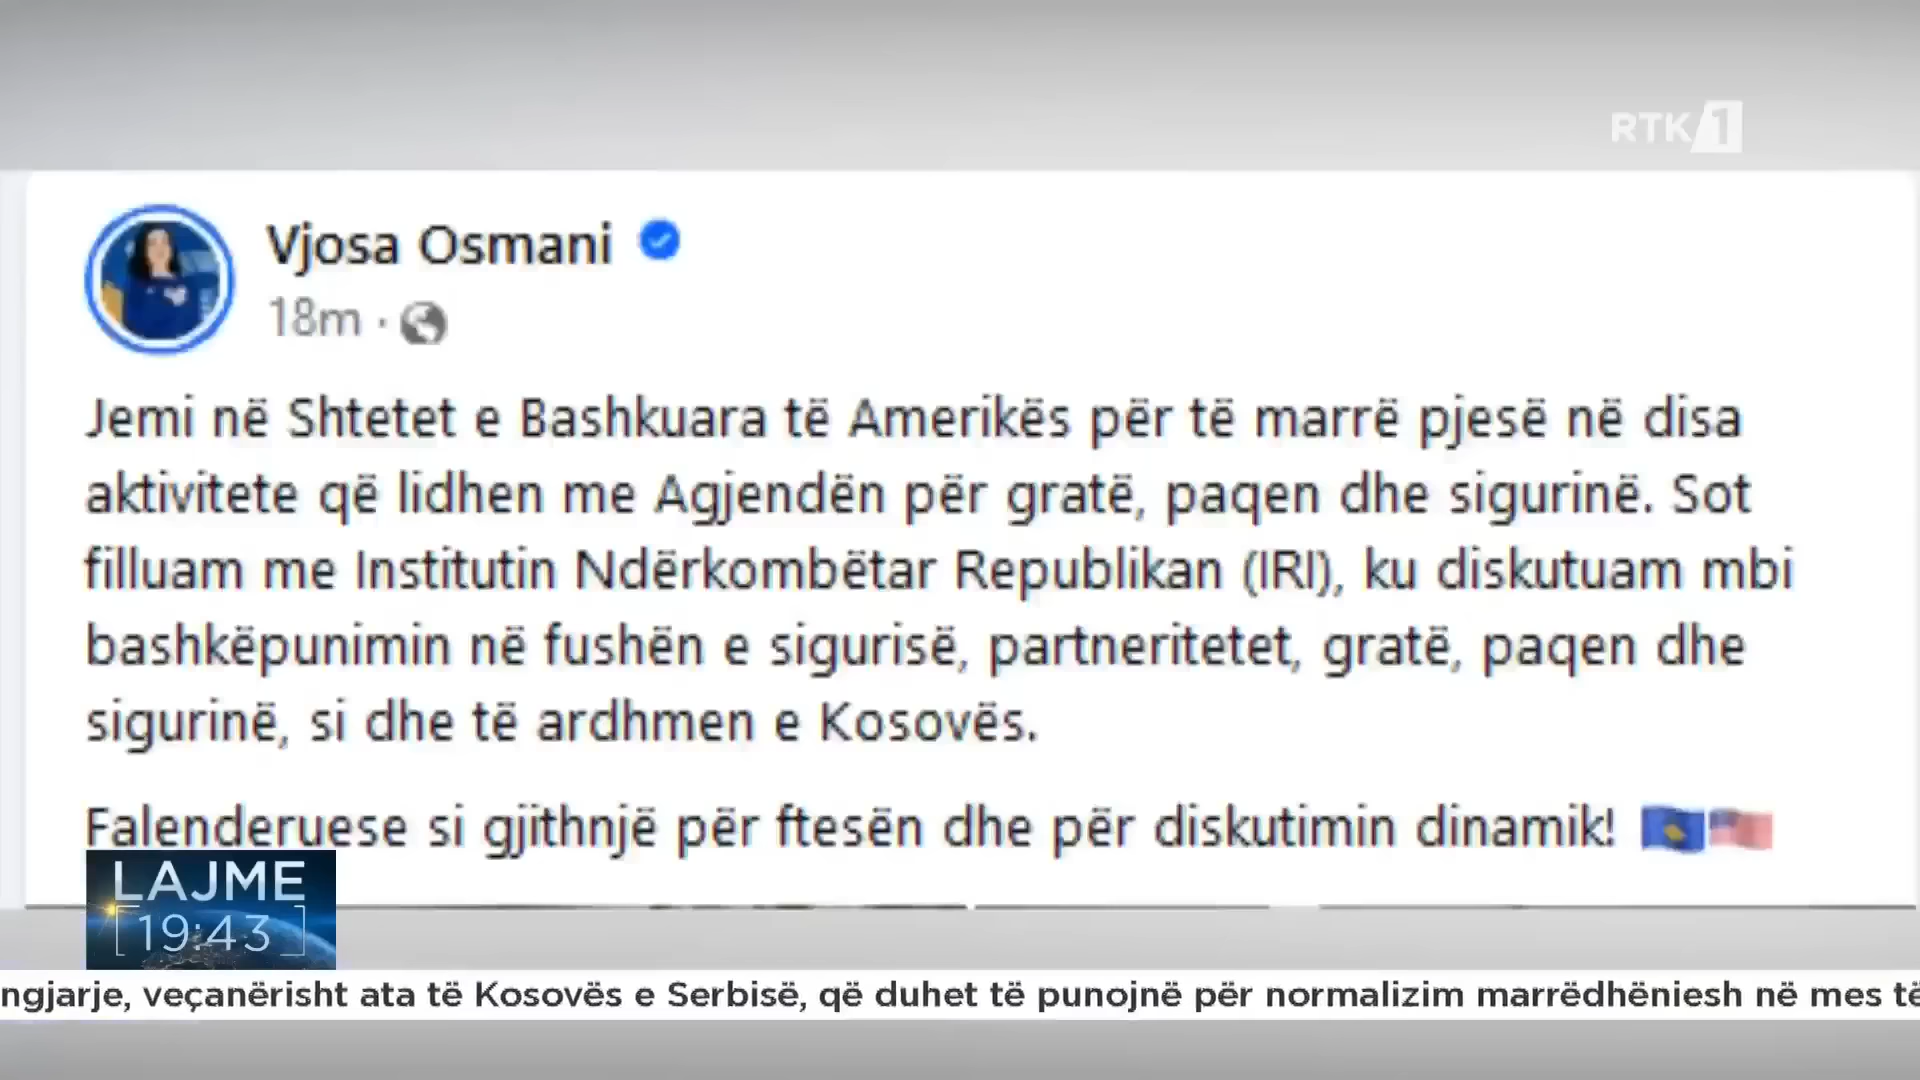 RTK 1
Vjosa Osmani
18m ·
Jemi në Shtetet e Bashkuara të Amerikës për të marrë pjesë në disa
aktivitete që lidhen me Agjendën për gratë, paqen dhe sigurinë. Sot
filluam me Institutin Ndërkombëtar Republikan (IRI), ku diskutuam mbi
bashkëpunimin në fushën e sigurisë, partneritetet, gratë, paqen dhe
sigurinë, si dhe të ardhmen e Kosovës.
Falenderuese si gjithnjë për ftesën dhe për diskutimin dinamik! 🇽🇰🇺🇸
LAJME
19:43
ngjarje, veçanërisht ata të Kosovës e Serbisë, që duhet të punojnë për normalizim marrëdhëniesh në mes të